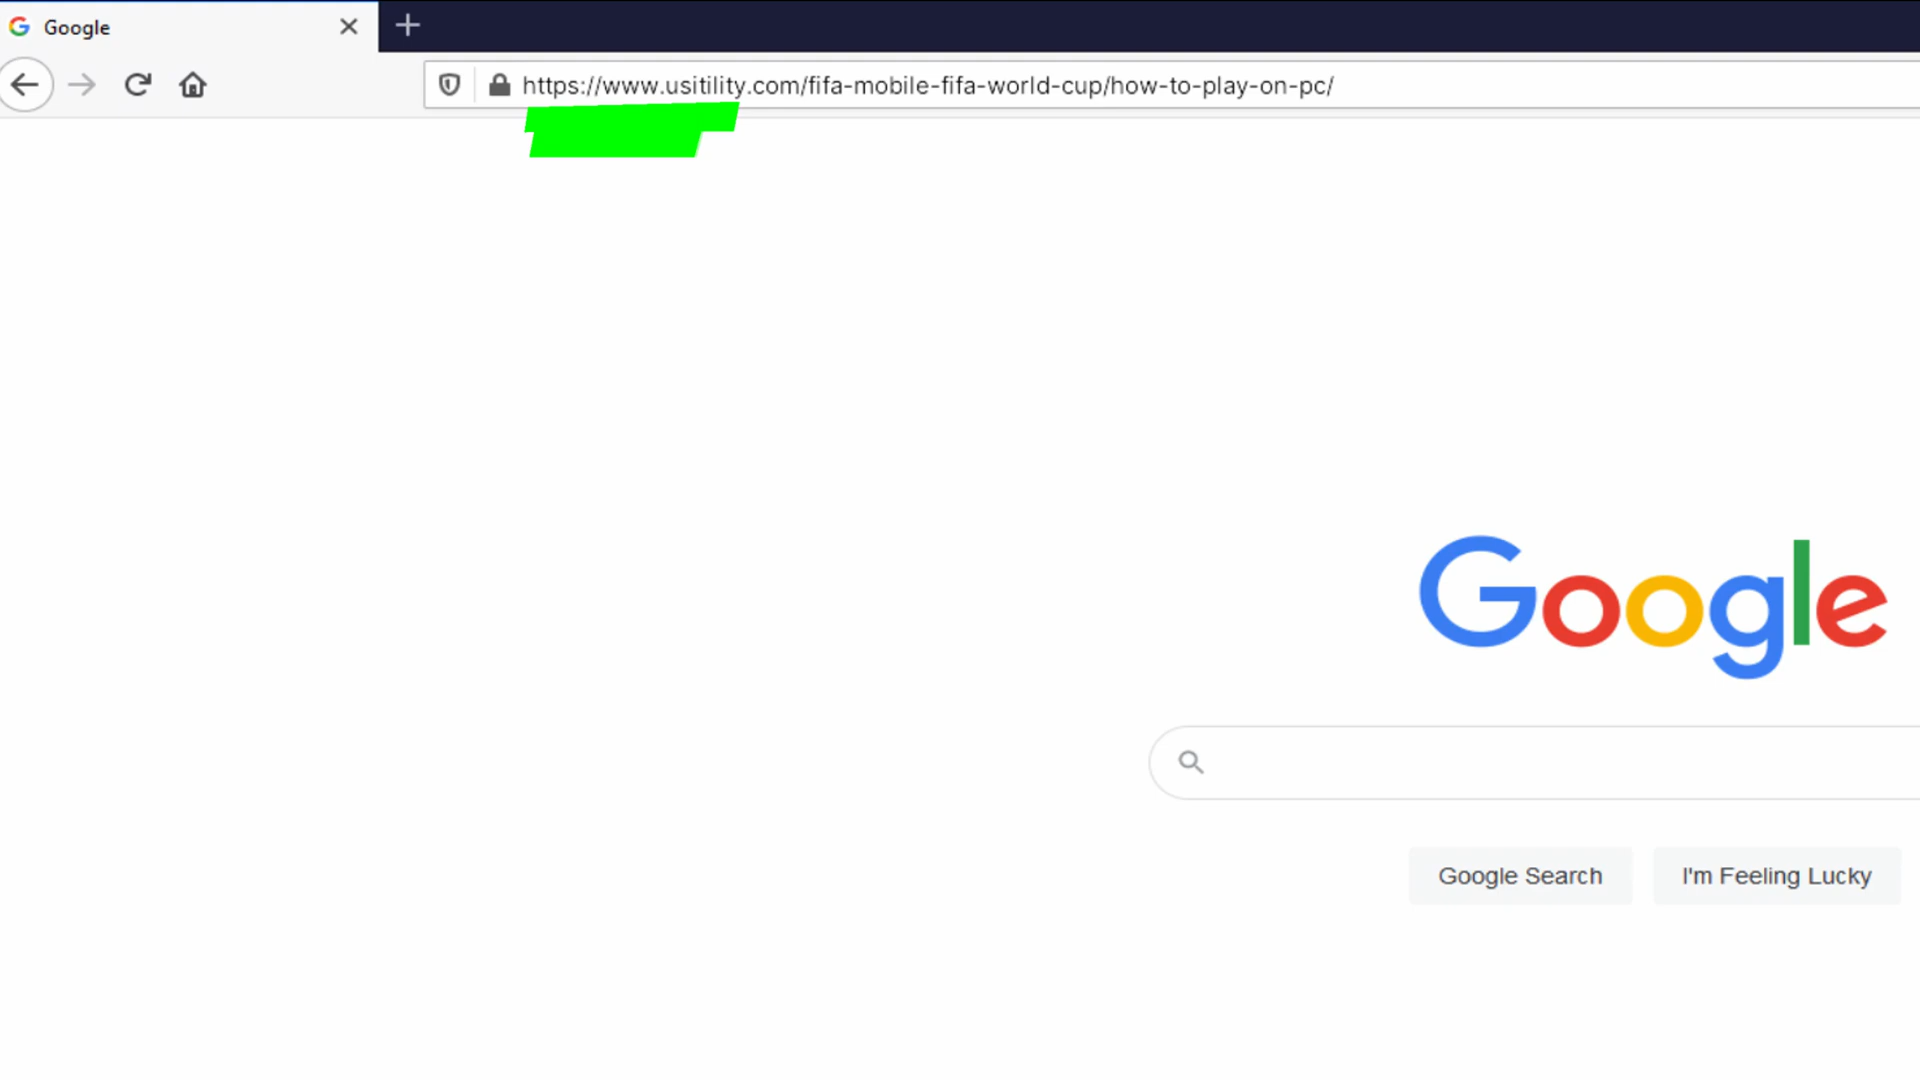 Google
https://www.usitility.com/fifa-mobile-fifa-world-cup/how-to-play-on-pc/
Google
Google Search
I'm Feeling Lucky